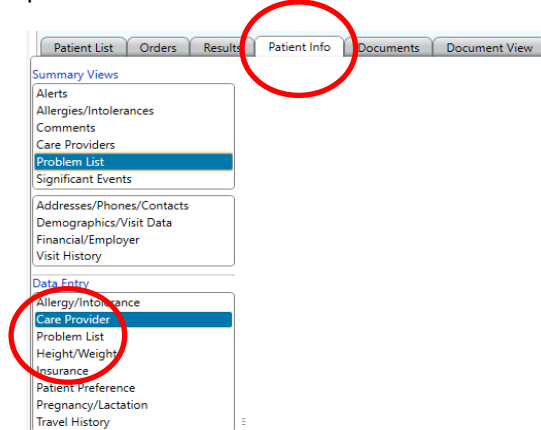 Patient List Orders Results Patient Info Documents Document View
Summary Views
Alerts
Allergies/Intolerances
Comments
Care Providers
Problem List
Significant Events
Addresses/Phones/Contacts
Demographics/Visit Data
Financial/Employer
Visit History
Data Entry
Allergy/Intolerance
Care Provider
Problem List
Height/Weight
Insurance
Patient Preference
Pregnancy/Lactation
Travel History